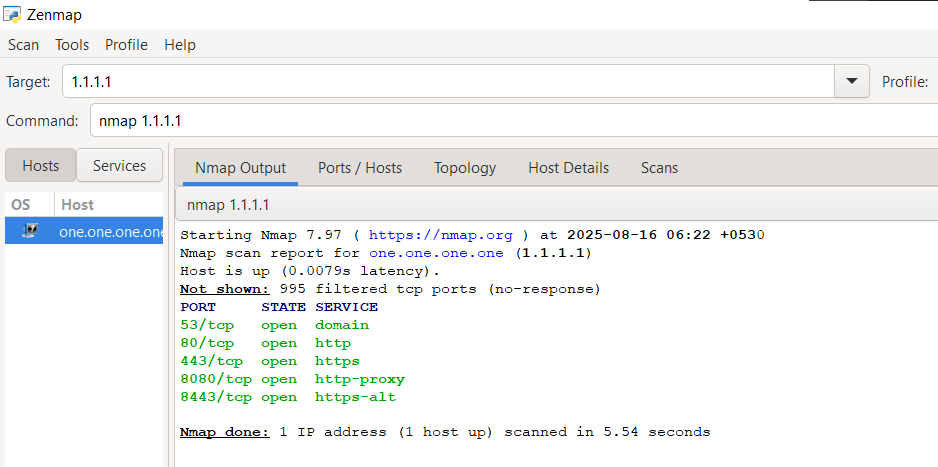 Zenmap
Scan Tools Profile Help
Target: 1.1.1.1 Profile:
Command: nmap 1.1.1.1
Hosts Services
Nmap Output Ports / Hosts Topology Host Details Scans
OS Host
one.one.one.one
nmap 1.1.1.1
Starting Nmap 7.97 ( https://nmap.org ) at 2025-08-16 06:22 +0530
Nmap scan report for one.one.one.one (1.1.1.1)
Host is up (0.0079s latency).
Not shown: 995 filtered tcp ports (no-response)
PORT STATE SERVICE
53/tcp open domain
80/tcp open http
443/tcp open https
8080/tcp open http-proxy
8443/tcp open https-alt
Nmap done: 1 IP address (1 host up) scanned in 5.54 seconds